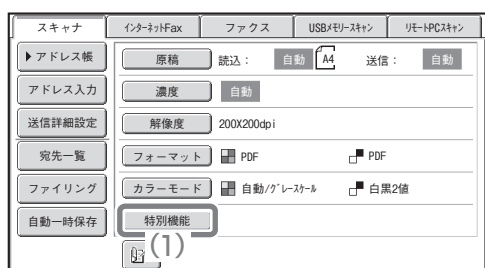 スキャナ インターネットFax ファクス USBメモリースキャン リモートPCスキャン
アドレス帳 原稿 読込： 自動 A4 送信： 自動
アドレス入力 濃度 自動
送信詳細設定 解像度 200X200dpi
宛先一覧 フォーマット PDF PDF
ファイリング カラーモード 自動/グレースケール 白黒2値
自動一時保存 特別機能
(1)